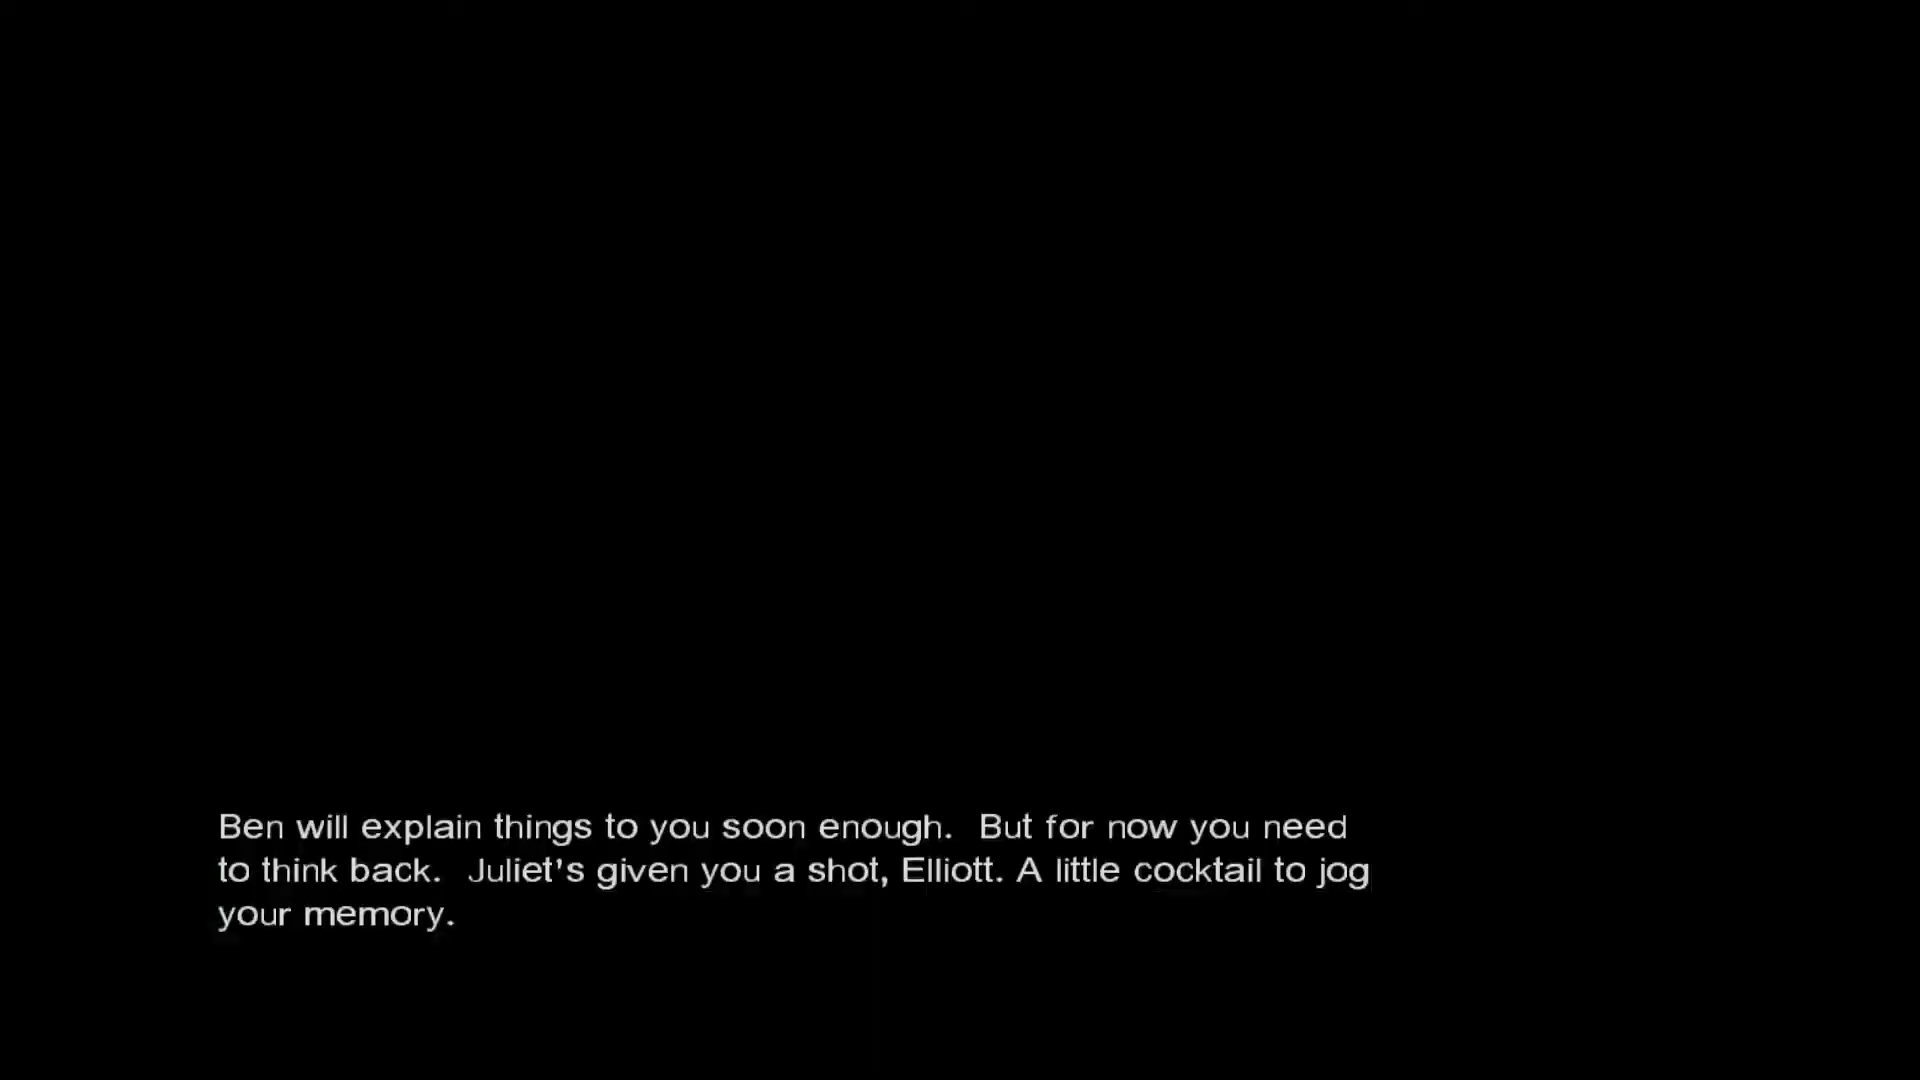 Ben will explain things to you soon enough.  But for now you need
to think back.  Juliet's given you a shot, Elliott. A little cocktail to jog
your memory.